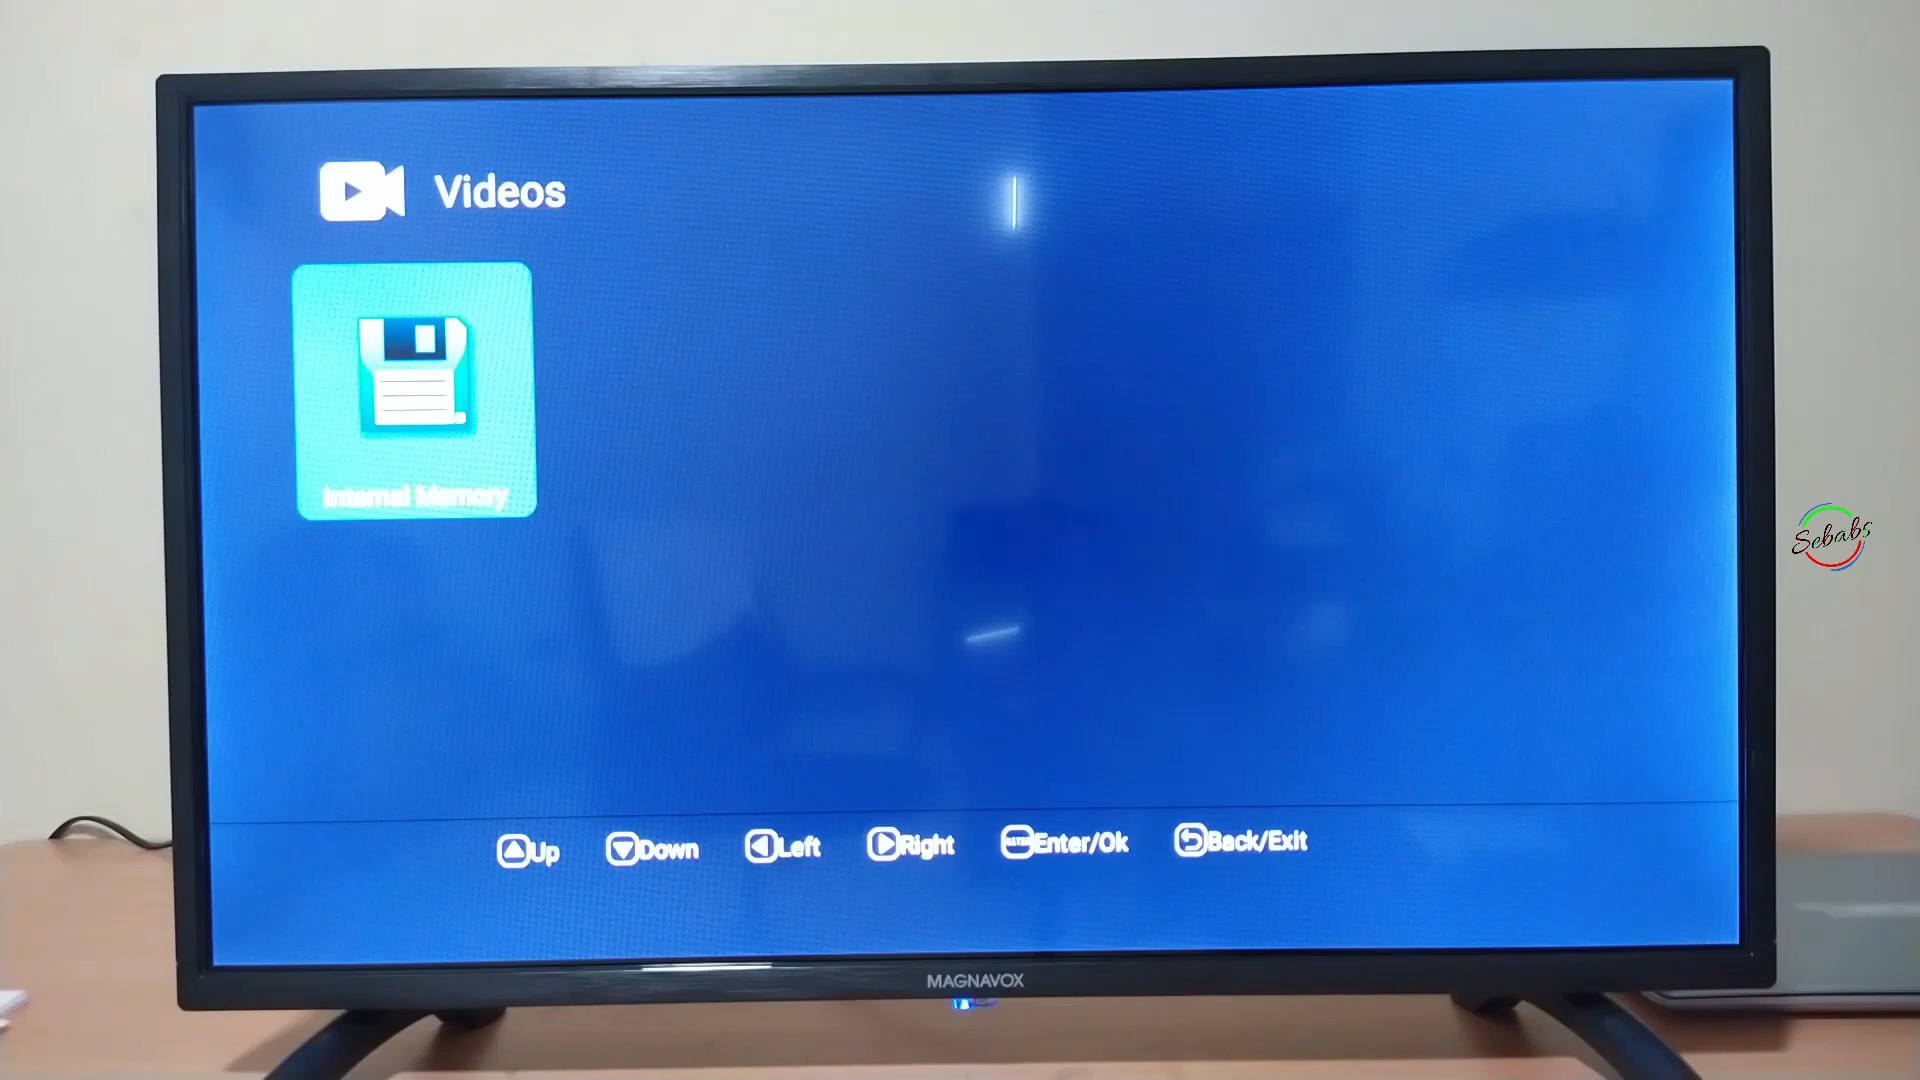 Videos
Internal Memory
Up Down Left Right Enter/Ok Back/Exit
Sebabs
MAGNAVOX